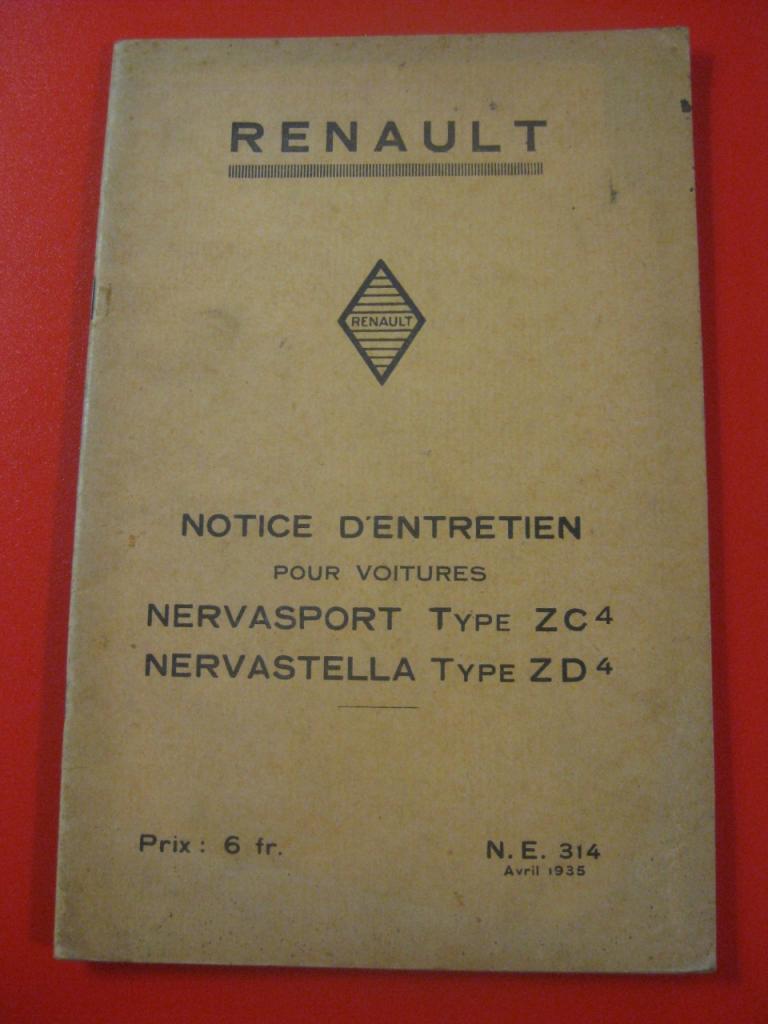 RENAULT
RENAULT
NOTICE D'ENTRETIEN
POUR VOITURES
NERVASPORT TYPE ZC4
NERVASTELLA TYPE ZD4
Prix : 6 fr.
N. E. 314
Avril 1935